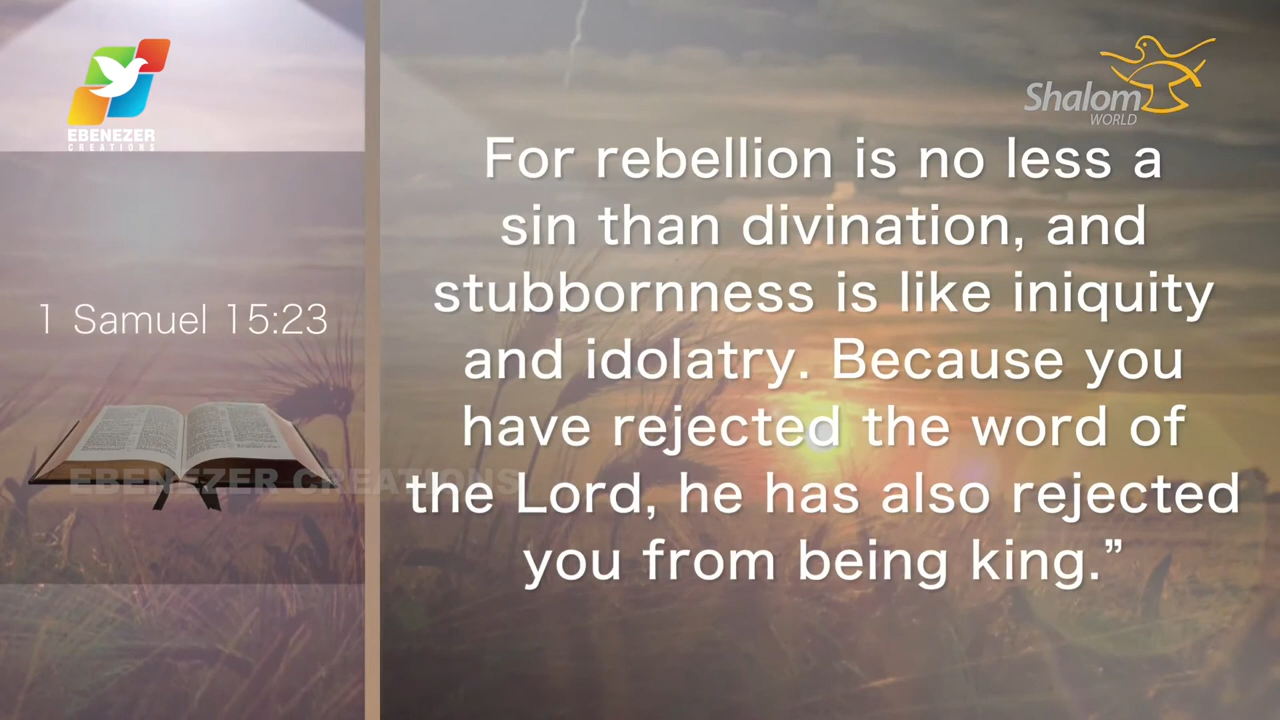 EBENEZER
CREATIONS
Shalom
WORLD
1 Samuel 15:23
For rebellion is no less a
sin than divination, and
stubbornness is like iniquity
and idolatry. Because you
have rejected the word of
the Lord, he has also rejected
you from being king.”
EBENEZER CREATIONS